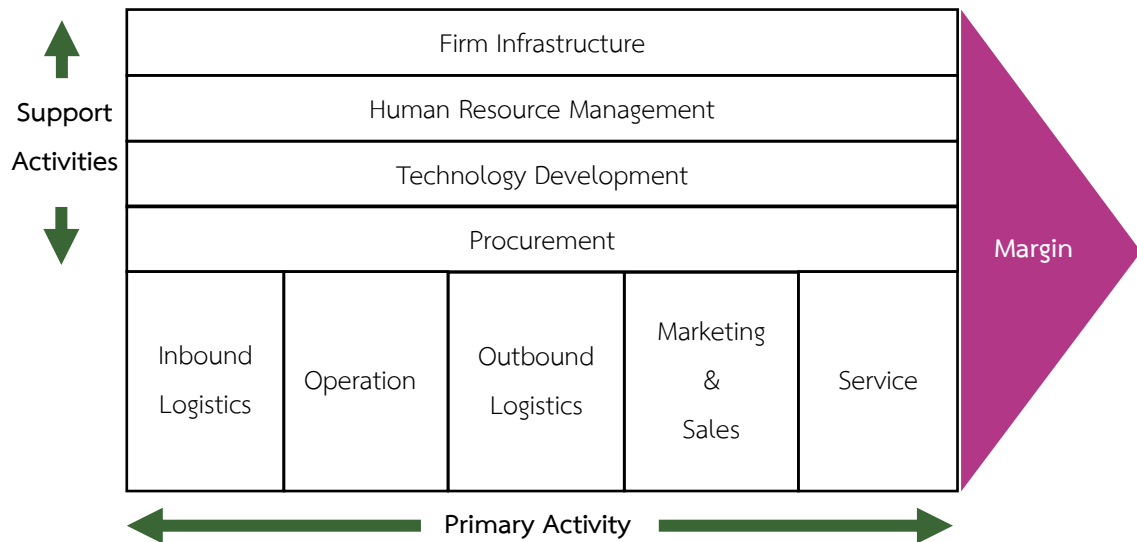 Firm Infrastructure
Human Resource Management
Support
Activities
Technology Development
Procurement
Margin
Inbound
Logistics
Operation
Outbound
Logistics
Marketing
&
Sales
Service
Primary Activity